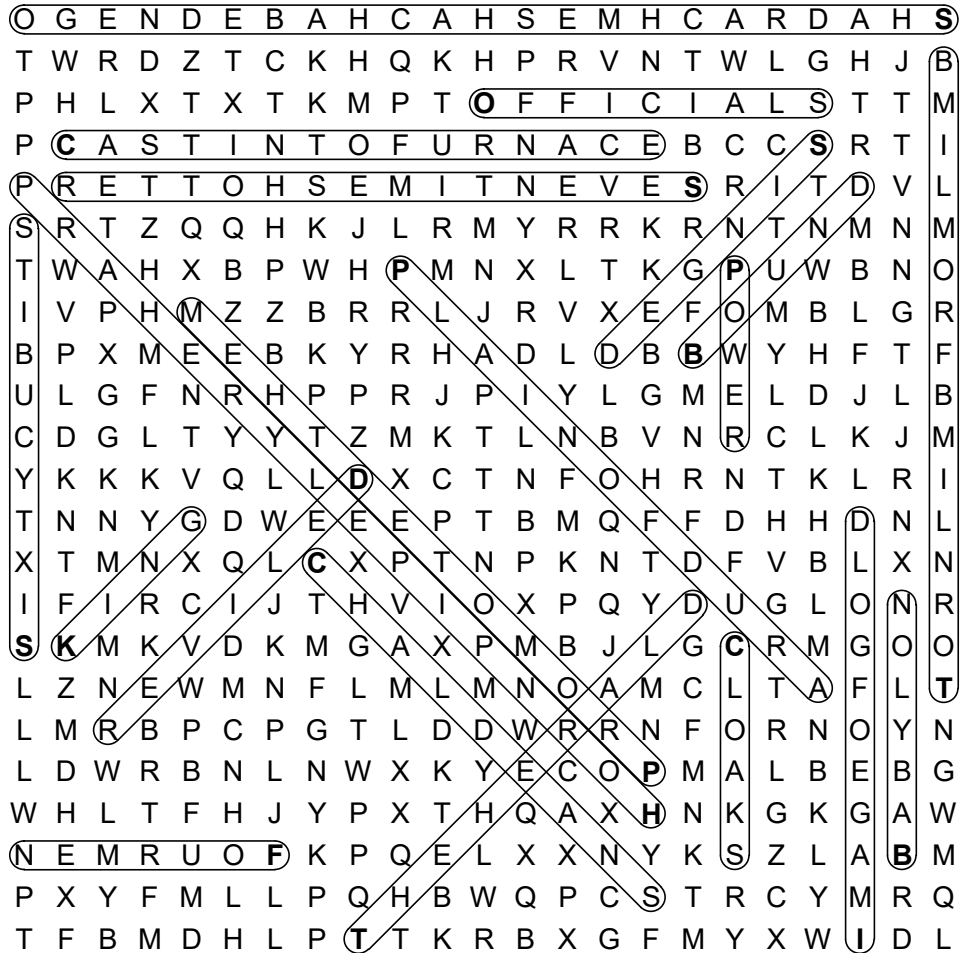 O G E N D E B A H C A H S E M H C A R D A H S
T W R D Z T C K H Q K H P R V N T W L G H J B
P H L X T X T K M P T O F F I C I A L S T T M
P C A S T I N T O F U R N A C E B C C S R T I
P R E T T O H S E M I T N E V E S R I T D V L
S R T Z Q Q H K J L R M Y R R K R N T N M N M
T W A H X B P W H P M N X L T K G P U W B N O
I V P H M Z Z B R R L J R V X E F O M B L G R
B P X M E E B K Y R H A D L D B B W Y H F T F
U L G F N R H P P R J P I Y L G M E L D J L B
C D G L T Y Y T Z M K T L N B V N R C L K J M
Y K K K V Q L L D X C T N F O H R N T K L R I
T N N Y G D W E E E P T B M Q F F D H H D N L
X T M N X Q L C X P T N P K N T D F V B L X N
I F I R C I J T H V I O X P Q Y D U G L O N R
S K M K V D K M G A X P M B J L G C R M G O O
L Z N E W M N F L M L M N O A M C L T A F L T
L M R B P C P G T L D D W R R N F O R N O Y N
L D W R B N L N W X K Y E C O P M A L B E B G
W H L T F H J Y P X T H Q A X H N K G K G A W
N E M R U O F K P Q E L X X N Y K S Z L A B M
P X Y F M L L P Q H B W Q P C S T R C Y M R Q
T F B M D H L P T T K R B X G F M Y X W I D L